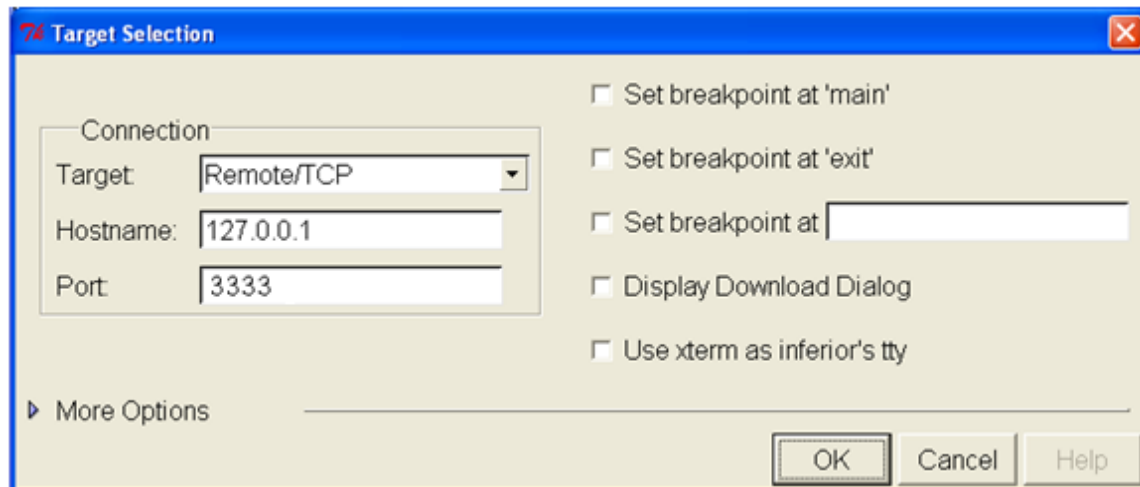 Target Selection
Connection
Target:
Remote/TCP
Hostname:
127.0.0.1
Port:
3333
Set breakpoint at 'main'
Set breakpoint at 'exit'
Set breakpoint at
Display Download Dialog
Use xterm as inferior's tty
More Options
OK
Cancel
Help